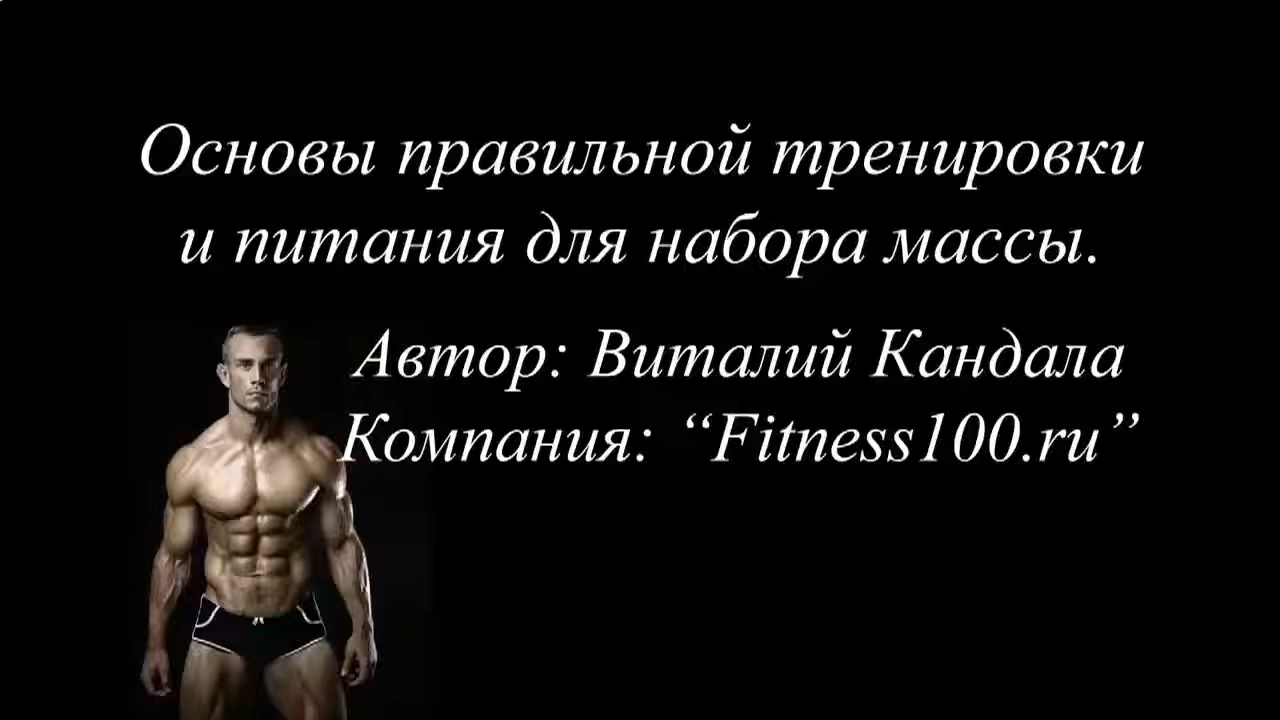 Основы правильной тренировки
и питания для набора массы.
Автор: Виталий Кандала
Компания: “Fitness100.ru”